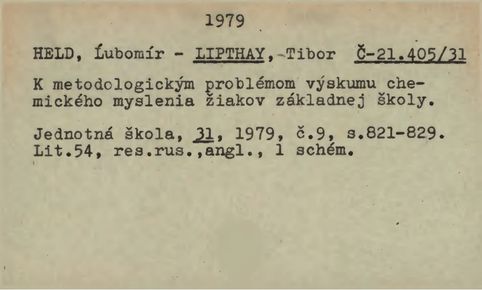 1979
HELD, Ĺubomír - LIPTHAY, Tibor Č-21.405/31
K metodologickým problémom výskumu che-
mického myslenia žiakov základnej školy.
Jednotná škola, 31, 1979, č.9, s.821-829.
Lit.54, res.rus.,angl., 1 schém.